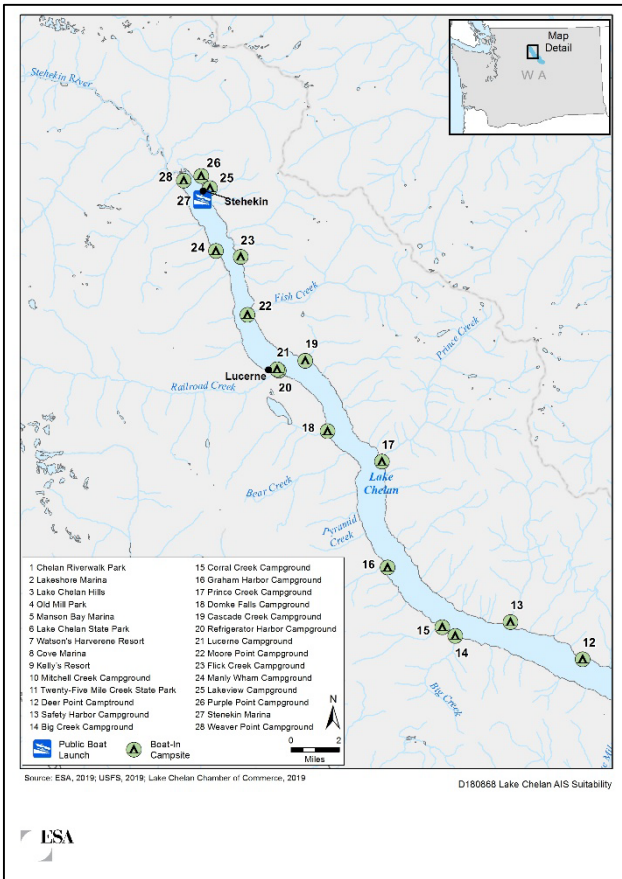 Map
Detail
W A
Stehekin River
26
28
25
27
Stehekin
24
23
Fish Creek
22
Prince Creek
21
19
Lucerne
20
Railroad Creek
18
17
Lake
Chelan
Bear Creek
Pyramid
Creek
16
13
15
14
12
Big Creek
1 Chelan Riverwalk Park
2 Lakeshore Marina
3 Lake Chelan Hills
4 Old Mill Park
5 Manson Bay Marina
6 Lake Chelan State Park
7 Watson's Harverene Resort
8 Cove Marina
9 Kelly's Resort
10 Mitchell Creek Campground
11 Twenty-Five Mile Creek State Park
12 Deer Point Camptround
13 Safety Harbor Campground
14 Big Creek Campground
15 Corral Creek Campground
16 Graham Harbor Campground
17 Prince Creek Campground
18 Domke Falls Campground
19 Cascade Creek Campground
20 Refrigerator Harbor Campground
21 Lucerne Campground
22 Moore Point Campground
23 Flick Creek Campground
24 Manly Wham Campground
25 Lakeview Campground
26 Purple Point Campground
27 Stenekin Marina
28 Weaver Point Campground
Public Boat
Launch
Boat-In
Campsite
N
0 2
Miles
Source: ESA, 2019; USFS, 2019; Lake Chelan Chamber of Commerce, 2019
D180868 Lake Chelan AIS Suitability
ESA